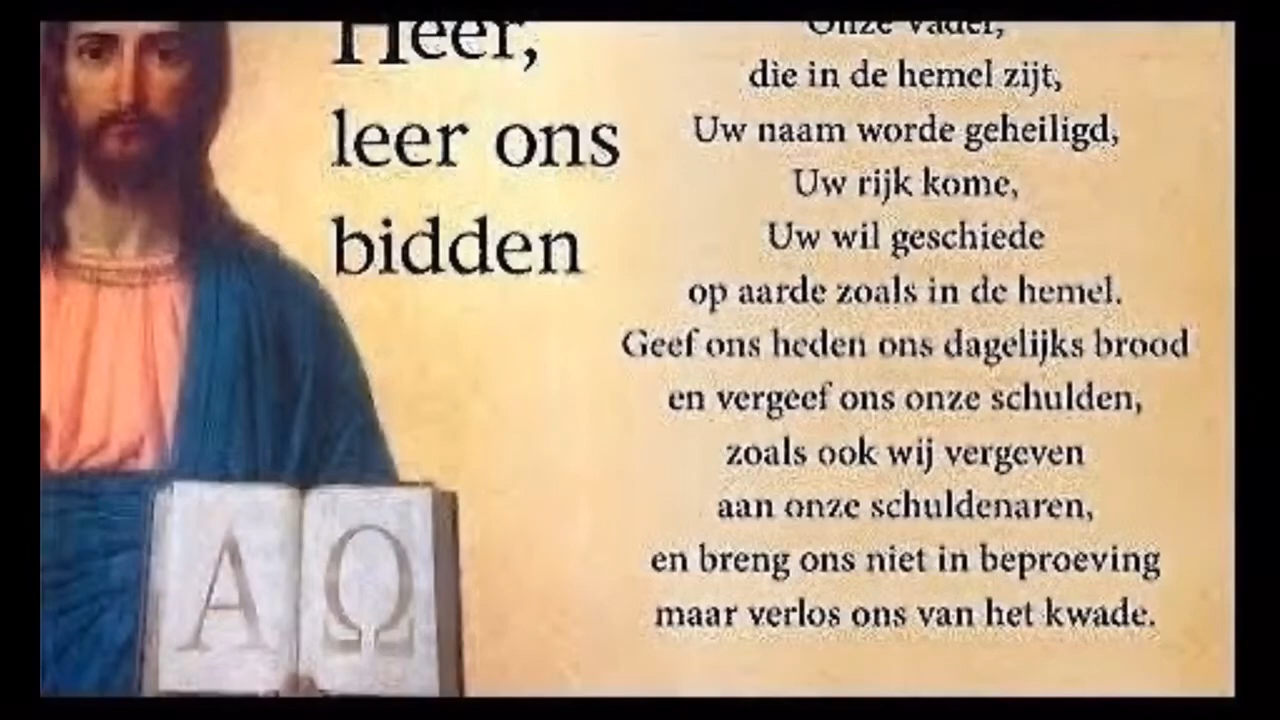 Heer,
leer ons
bidden
Onze Vader,
die in de hemel zijt,
Uw naam worde geheiligd,
Uw rijk kome,
Uw wil geschiede
op aarde zoals in de hemel.
Geef ons heden ons dagelijks brood
en vergeef ons onze schulden,
zoals ook wij vergeven
aan onze schuldenaren,
en breng ons niet in beproeving
maar verlos ons van het kwade.
Α Ω